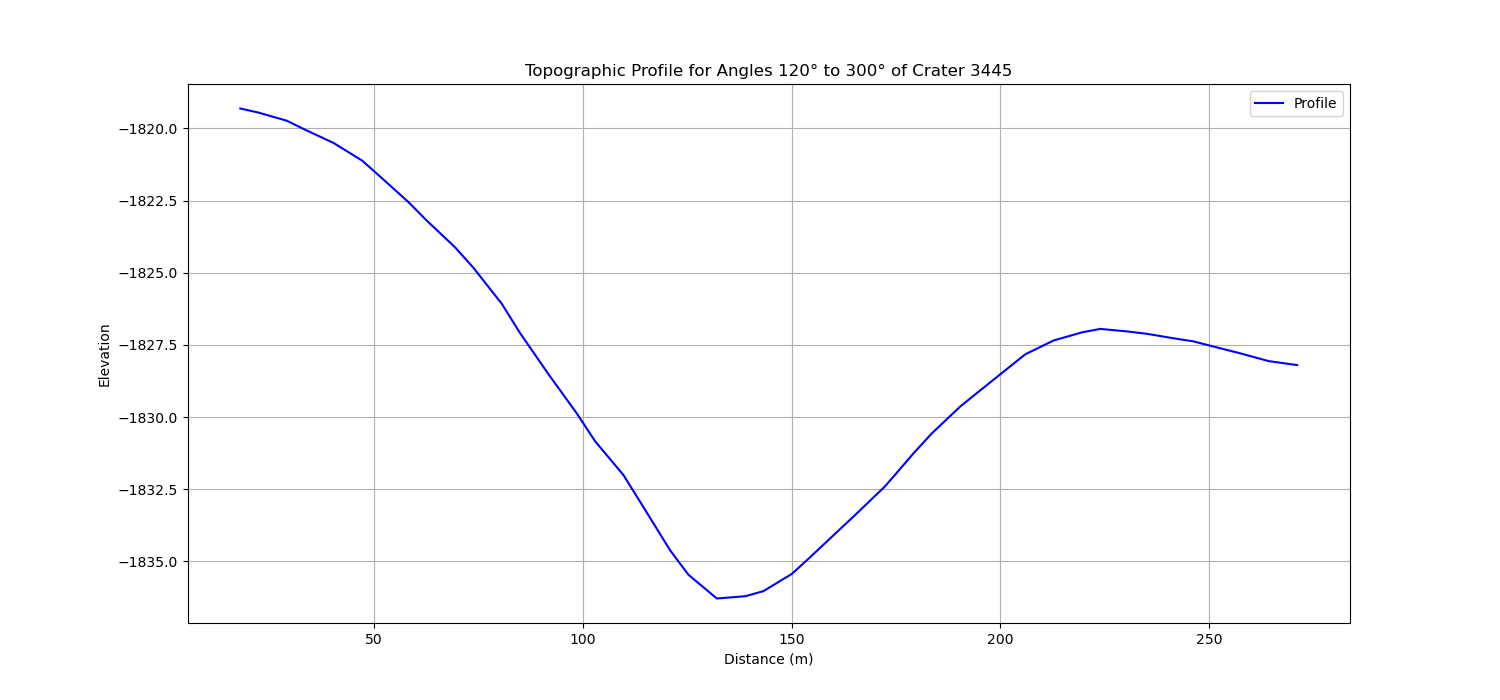 Topographic Profile for Angles 120° to 300° of Crater 3445
Profile
−1820.0
−1822.5
−1825.0
−1827.5
−1830.0
−1832.5
−1835.0
Elevation
50 100 150 200 250
Distance (m)